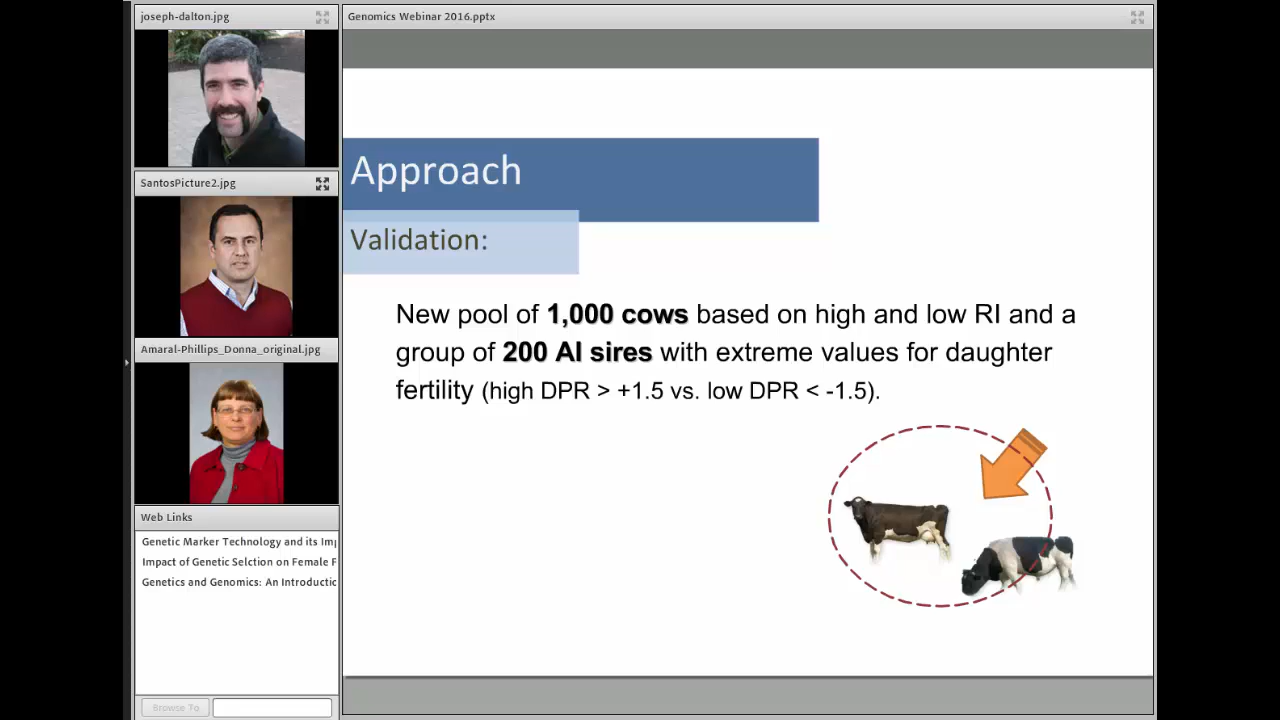 joseph-dalton.jpg
SantosPicture2.jpg
Amaral-Phillips_Donna_original.jpg
Web Links
Genetic Marker Technology and its Imp
Impact of Genetic Selction on Female F
Genetics and Genomics: An Introductio
Browse To
Genomics Webinar 2016.pptx
Approach
Validation:
New pool of 1,000 cows based on high and low RI and a
group of 200 AI sires with extreme values for daughter
fertility (high DPR > +1.5 vs. low DPR < -1.5).